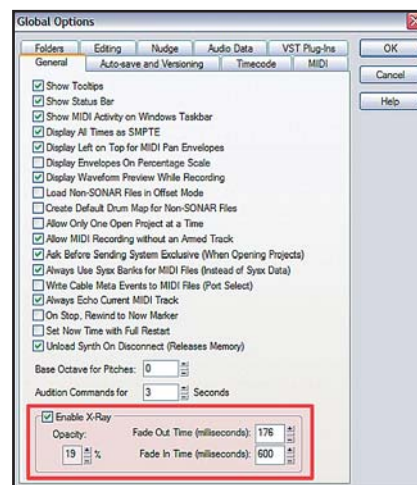 Global Options
Folders Editing Nudge Audio Data VST Plug-Ins
General Auto-save and Versioning Timecode MIDI
OK
Cancel
Help
Show Tooltips
Show Status Bar
Show MIDI Activity on Windows Taskbar
Display All Times as SMPTE
Display Left on Top for MIDI Pan Envelopes
Display Envelopes On Percentage Scale
Display Waveform Preview While Recording
Load Non-SONAR Files in Offset Mode
Create Default Drum Map for Non-SONAR Files
Allow Only One Open Project at a Time
Allow MIDI Recording without an Armed Track
Ask Before Sending System Exclusive (When Opening Projects)
Always Use Sysx Banks for MIDI Files (Instead of Sysx Data)
Write Cable Meta Events to MIDI Files (Port Select)
Always Echo Current MIDI Track
On Stop, Rewind to Now Marker
Set Now Time with Full Restart
Unload Synth On Disconnect (Releases Memory)
Base Octave for Pitches: 0
Audition Commands for 3 Seconds
Enable X-Ray
Opacity: Fade Out Time (miliseconds): 176
19 % Fade In Time (miliseconds): 600